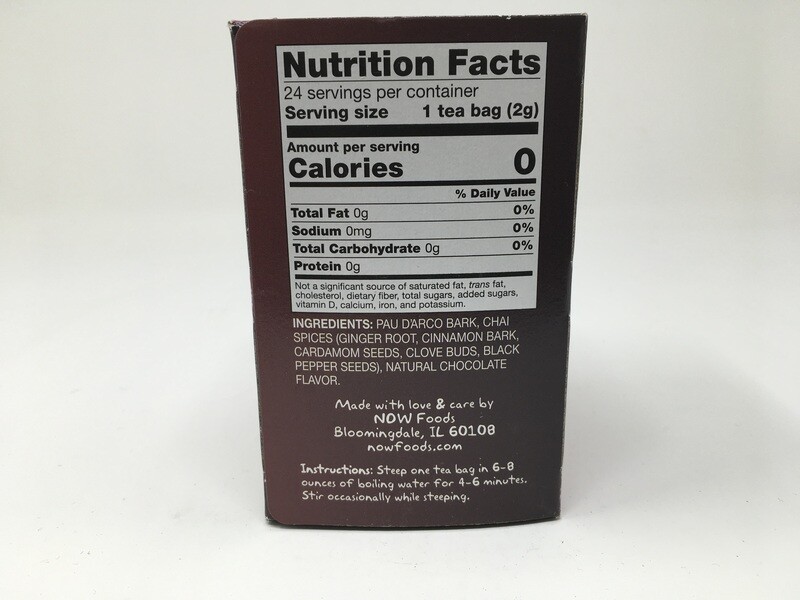 Nutrition Facts
24 servings per container
Serving size 1 tea bag (2g)
Amount per serving
Calories 0
% Daily Value
Total Fat 0g 0%
Sodium 0mg 0%
Total Carbohydrate 0g 0%
Protein 0g
Not a significant source of saturated fat, trans fat,
cholesterol, dietary fiber, total sugars, added sugars,
vitamin D, calcium, iron, and potassium.
INGREDIENTS: PAU D'ARCO BARK, CHAI
SPICES (GINGER ROOT, CINNAMON BARK,
CARDAMOM SEEDS, CLOVE BUDS, BLACK
PEPPER SEEDS), NATURAL CHOCOLATE
FLAVOR.
Made with love & care by
NOW Foods
Bloomingdale, IL 60108
nowfoods.com
Instructions: Steep one tea bag in 6-8
ounces of boiling water for 4-6 minutes.
Stir occasionally while steeping.